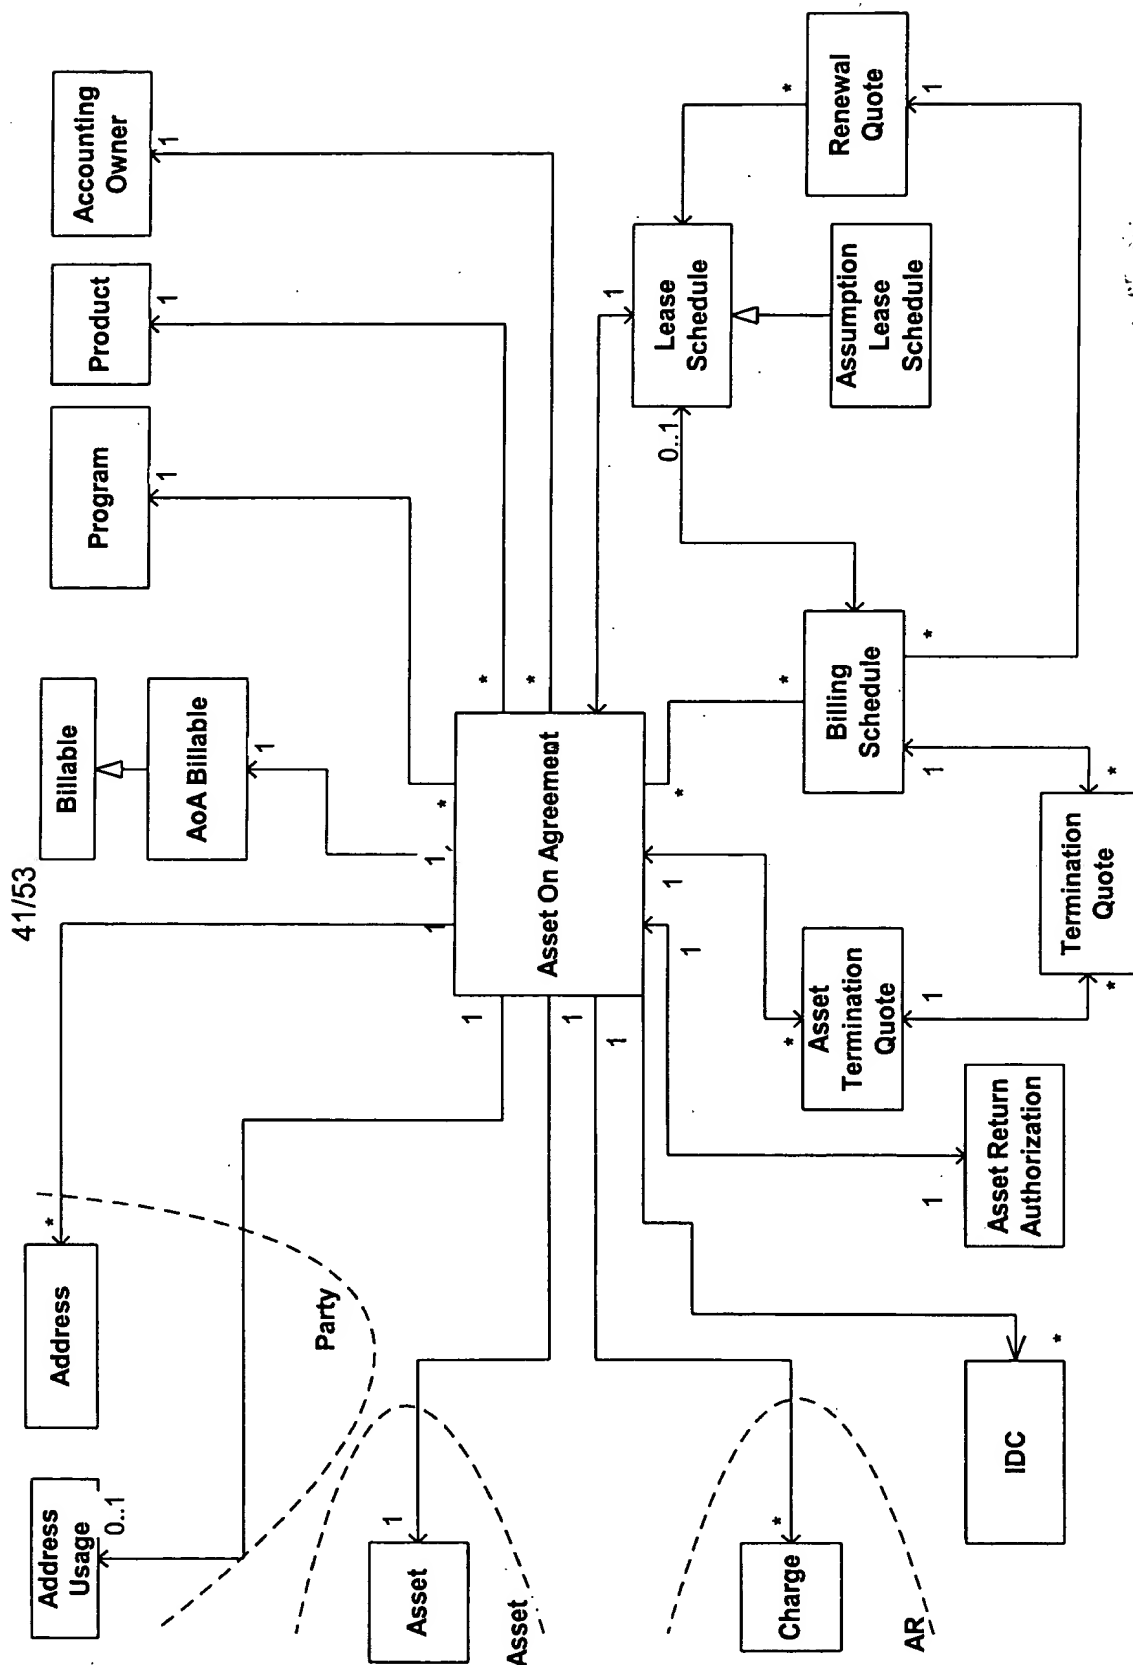 41/53
Address
Usage
0..1
Address
*
Billable
AoA Billable
1
Program
1
Product
1
Accounting
Owner
1
Party
1
1
*
*
*
1
1
1
Asset On Agreement
Asset
1
Asset
Charge
*
AR
IDC
*
1
1
*
*
Lease
Schedule
1
0..1
*
Assumption
Lease
Schedule
Renewal
Quote
1
Billing
Schedule
*
1
Asset
Termination
Quote
*
1
Asset Return
Authorization
1
Termination
Quote
*
*